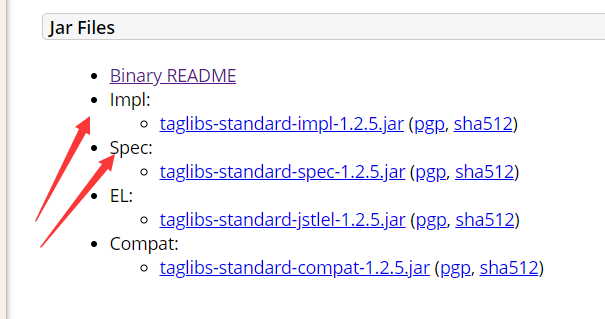 Jar Files
Binary README
Impl:
taglibs-standard-impl-1.2.5.jar (pgp, sha512)
Spec:
taglibs-standard-spec-1.2.5.jar (pgp, sha512)
EL:
taglibs-standard-jstlel-1.2.5.jar (pgp, sha512)
Compat:
taglibs-standard-compat-1.2.5.jar (pgp, sha512)